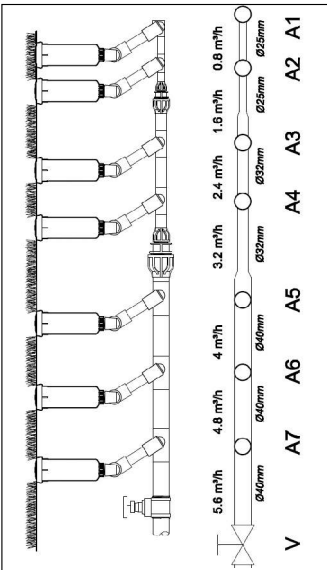 0.8 m³/h
1.6 m³/h
2.4 m³/h
3.2 m³/h
4 m³/h
4.8 m³/h
5.6 m³/h
Ø25mm
Ø25mm
Ø32mm
Ø32mm
Ø40mm
Ø40mm
Ø40mm
A1
A2
A3
A4
A5
A6
A7
V